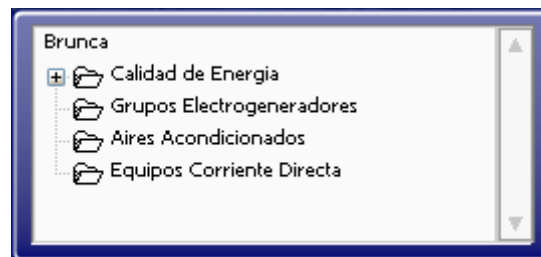 Brunca
Calidad de Energia
Grupos Electrogeneradores
Aires Acondicionados
Equipos Corriente Directa